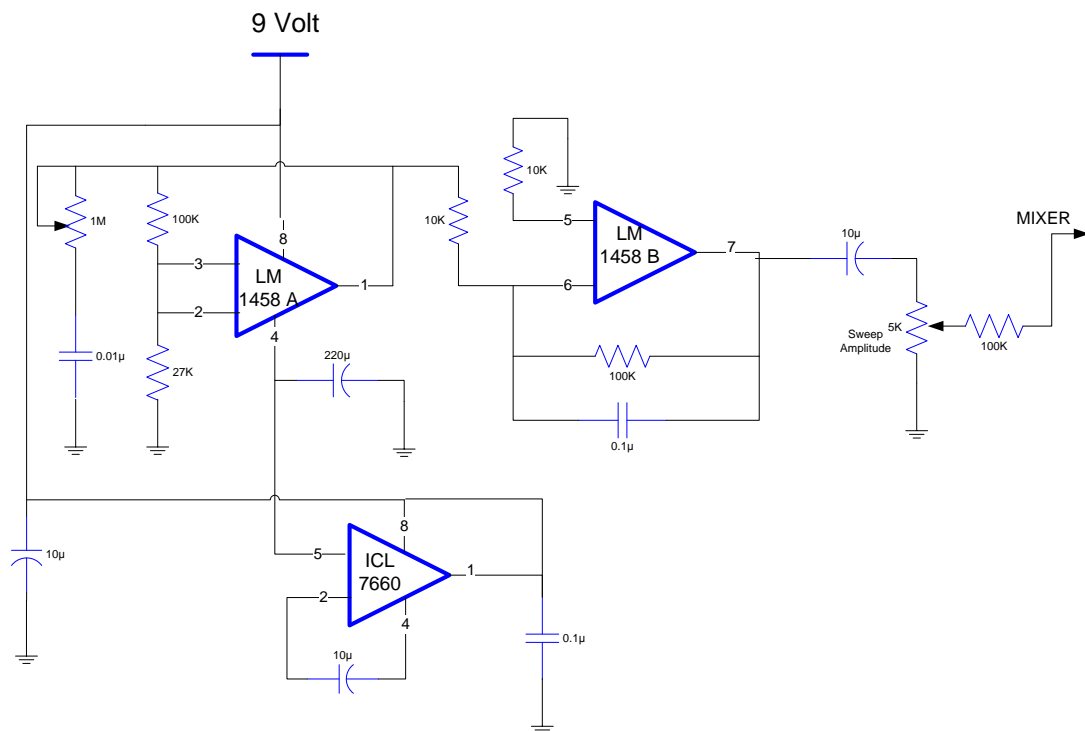 9 Volt
10K
1M
100K
10K
5
LM
1458 B
7
6
8
3
LM
1458 A
1
2
4
MIXER
10µ
5K
Sweep
Amplitude
100K
0.01µ
27K
220µ
100K
0.1µ
10µ
8
5
ICL
7660
1
2
4
10µ
0.1µ